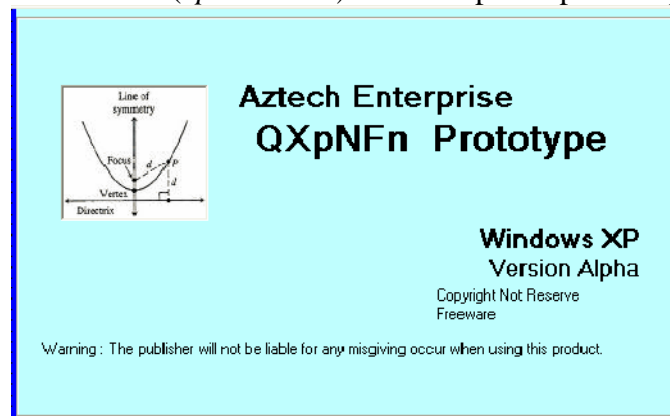 Line of
symmetry
Focus
d
p
d
Vertex
Directrix
Aztech Enterprise
QXpNFn Prototype
Windows XP
Version Alpha
Copyright Not Reserve
Freeware
Warning : The publisher will not be liable for any misgiving occur when using this product.